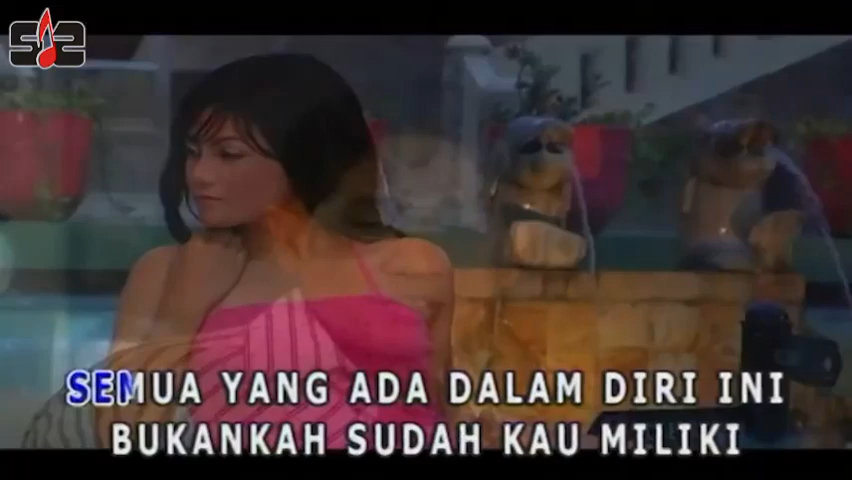 SEMUA YANG ADA DALAM DIRI INI
BUKANKAH SUDAH KAU MILIKI